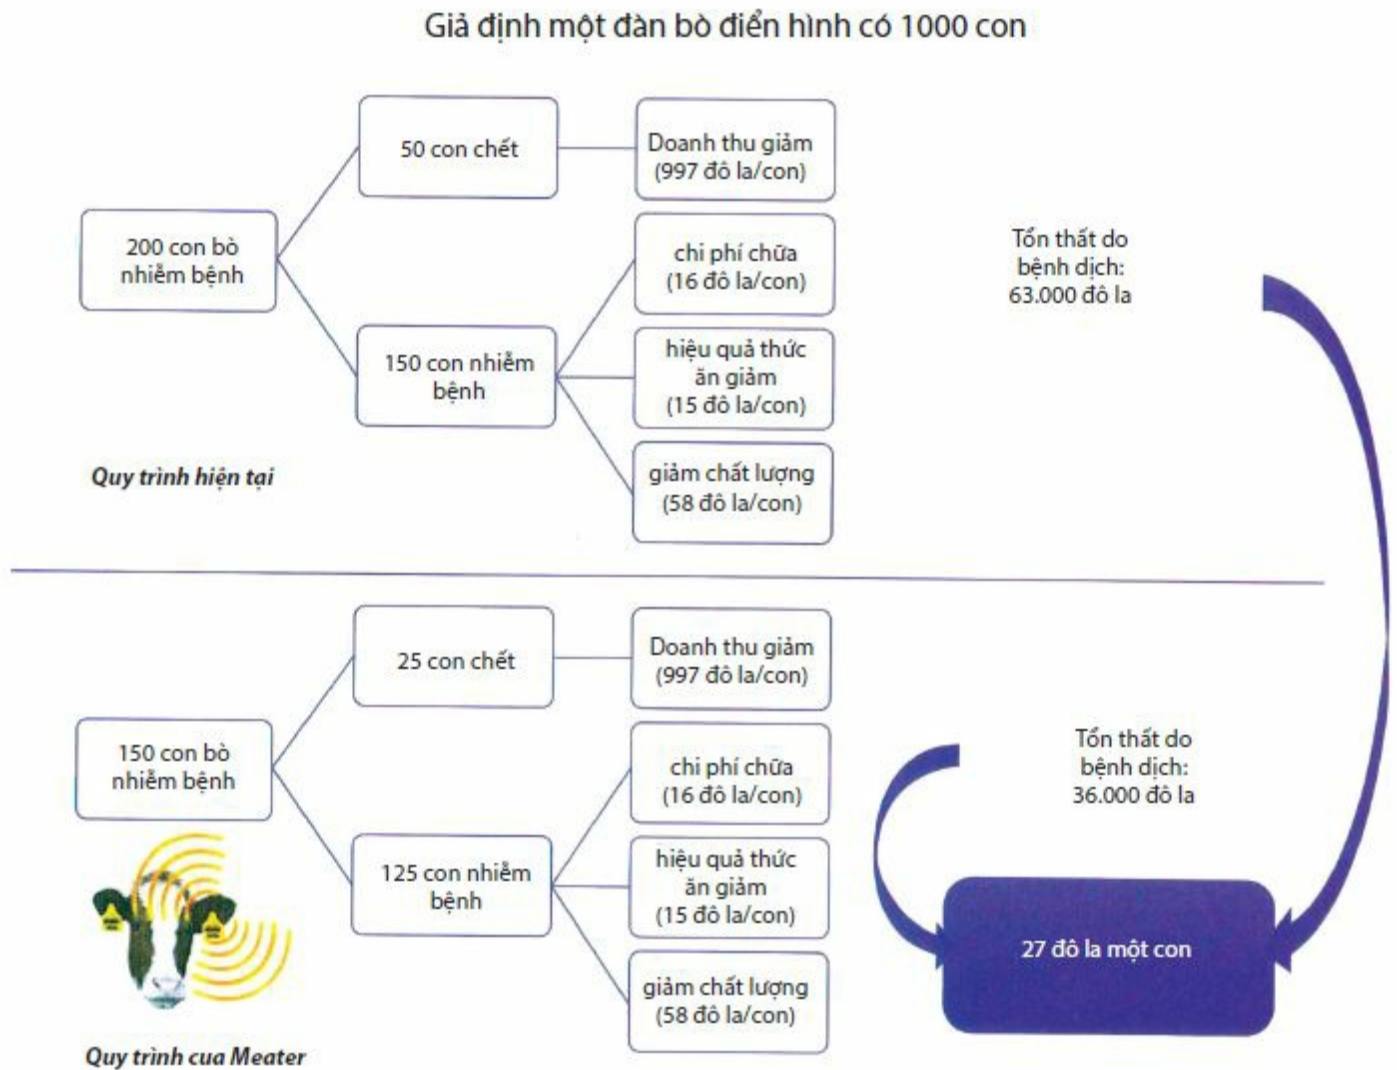 Giả định một đàn bò điển hình có 1000 con
50 con chết
Doanh thu giảm
(997 đô la/con)
200 con bò
nhiễm bệnh
chi phí chữa
(16 đô la/con)
Tổn thất do
bệnh dịch:
63.000 đô la
150 con nhiễm
bệnh
hiệu quả thức
ăn giảm
(15 đô la/con)
giảm chất lượng
(58 đô la/con)
Quy trình hiện tại
25 con chết
Doanh thu giảm
(997 đô la/con)
150 con bò
nhiễm bệnh
chi phí chữa
(16 đô la/con)
Tổn thất do
bệnh dịch:
36.000 đô la
125 con nhiễm
bệnh
hiệu quả thức
ăn giảm
(15 đô la/con)
giảm chất lượng
(58 đô la/con)
27 đô la một con
Quy trình cua Meater